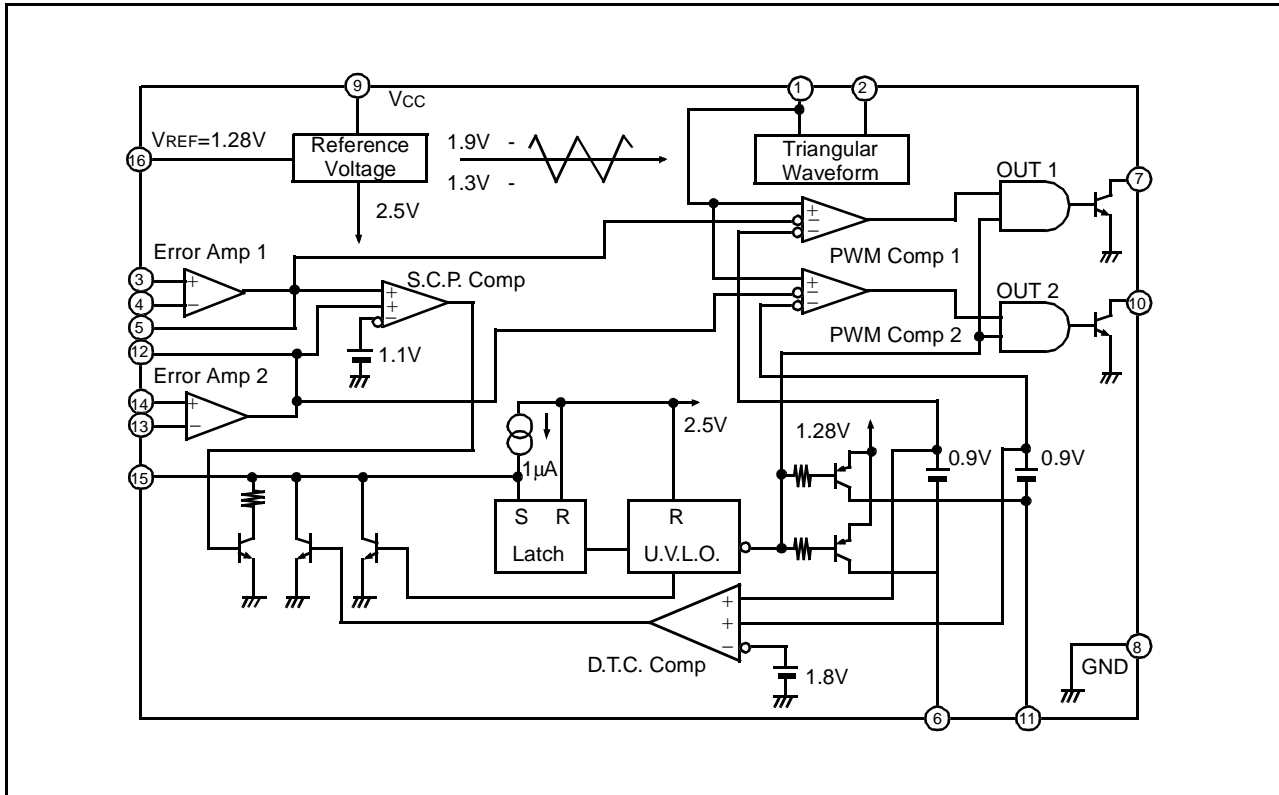 9
VCC
1
2
VREF=1.28V
16
Reference
Voltage
1.9V -
1.3V -
2.5V
Triangular
Waveform
OUT 1
7
Error Amp 1
3
+
4
−
5
12
S.C.P. Comp
+
+
−
1.1V
+
−
−
PWM Comp 1
+
−
−
PWM Comp 2
OUT 2
10
Error Amp 2
14
+
13
−
15
1μA
2.5V
1.28V
0.9V
0.9V
S R
Latch
R
U.V.L.O.
+
+
−
D.T.C. Comp
1.8V
8
GND
6
11